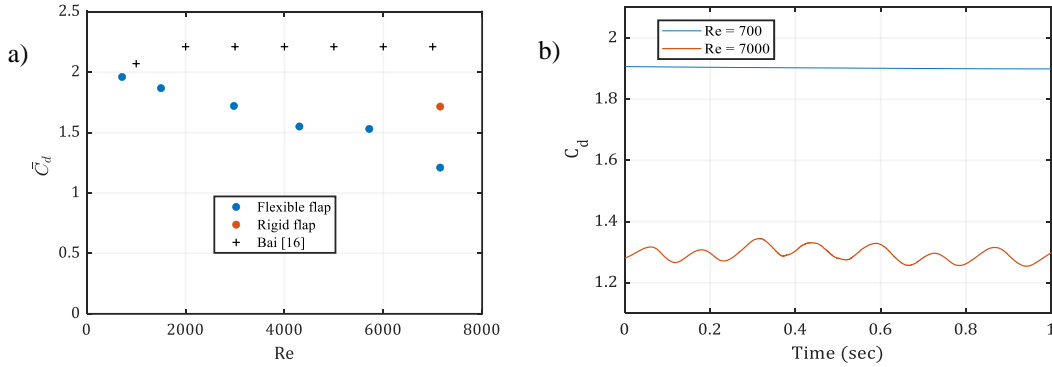 a)
2.5
2
1.5
1
0.5
0
C̄_d
Flexible flap
Rigid flap
Bai [16]
0 2000 4000 6000 8000
Re
b)
2
1.8
1.6
1.4
1.2
C_d
Re = 700
Re = 7000
0 0.2 0.4 0.6 0.8 1
Time (sec)